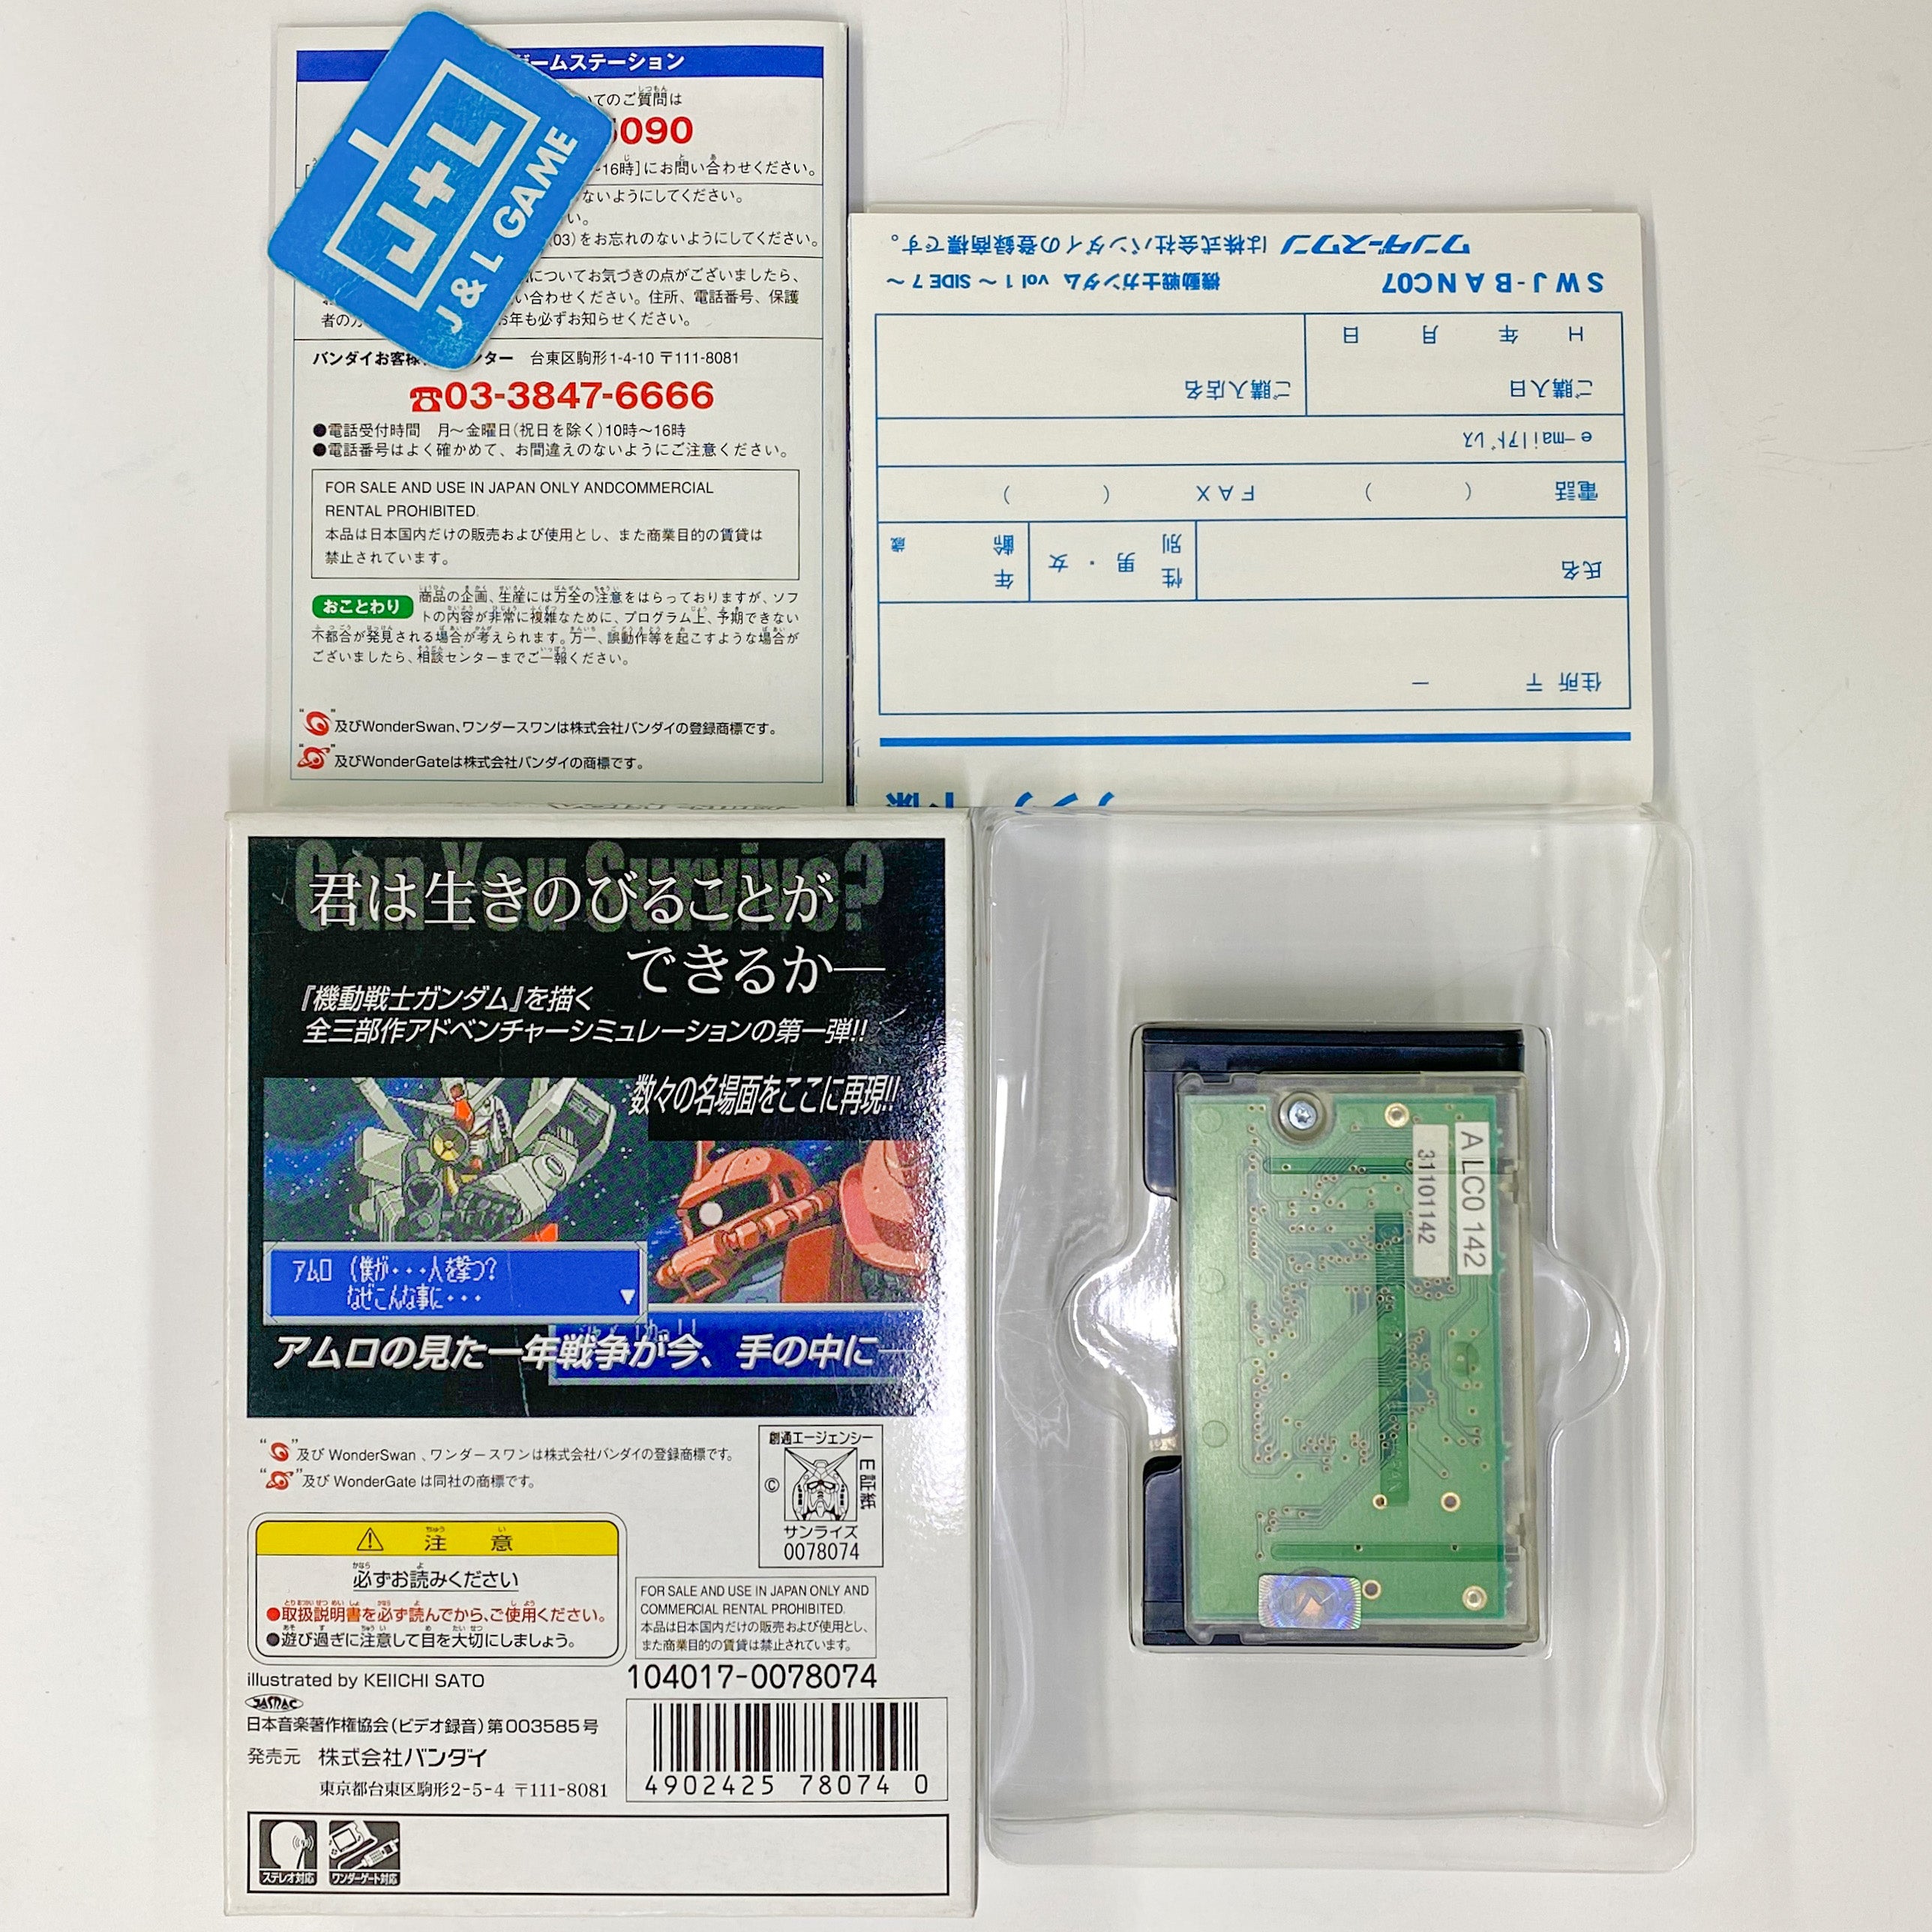 ゲームステーション
いてのご質問は
090
～16時]にお問い合わせください。
ないようにしてください。
い。
(03)をお忘れのないようにしてください。
についてお気づきの点がございましたら、
い合わせください。住所、電話番号、保護
者の
お年も必ずお知らせください。
J+L
J&L GAME
バンダイお客様 ンター 台東区駒形1-4-10 〒111-8081
☎03-3847-6666
●電話受付時間 月～金曜日(祝日を除く)10時～16時
●電話番号はよく確かめて、お間違えのないようにご注意ください。
FOR SALE AND USE IN JAPAN ONLY ANDCOMMERCIAL
RENTAL PROHIBITED.
本品は日本国内だけの販売および使用とし、また商業目的の賃貸は
禁止されています。
おことわり 商品の企画、生産には万全の注意をはらっておりますが、ソフ
トの内容が非常に複雑なために、プログラム上、予期できない
不都合が発見される場合が考えられます。万一、誤動作等を起こすような場合が
ございましたら、相談センターまでご一報ください。
" "及びWonderSwan、ワンダースワンは株式会社バンダイの登録商標です。
" "及びWonderGateは株式会社バンダイの商標です。
住所 〒 ー
氏名
性別 男・女
年齢 歳
電話 ( ) FAX ( )
e-mailアドレス
ご購入日
H 年 月 日
ご購入店名
SWJ-BANC07 機動戦士ガンダム vol 1 ～ SIDE 7 ～
ワンダースワン は株式会社バンダイの登録商標です。
Can You Survive?
君は生きのびることが
できるか―
『機動戦士ガンダム』を描く
全三部作アドベンチャーシミュレーションの第一弾!!
数々の名場面をここに再現!!
アムロ (僕が・・・人を撃つ?
なぜこんな事に・・・
アムロの見た一年戦争が今、手の中に―
" "及び WonderSwan 、ワンダースワンは株式会社バンダイの登録商標です。
" "及び WonderGate は同社の商標です。
創通エージェンシー
©
E証紙
サンライズ
0078074
注意
必ずお読みください
●取扱説明書を必ず読んでから、ご使用ください。
●遊び過ぎに注意して目を大切にしましょう。
FOR SALE AND USE IN JAPAN ONLY AND
COMMERCIAL RENTAL PROHIBITED.
本品は日本国内だけの販売および使用とし、
また商業目的の賃貸は禁止されています。
illustrated by KEIICHI SATO
104017-0078074
JASRAC
日本音楽著作権協会(ビデオ録音)第003585号
発売元 株式会社バンダイ
東京都台東区駒形2-5-4 〒111-8081
4902425 78074 0
ステレオ対応
ワンダーゲート対応
A LC0 142
31101142